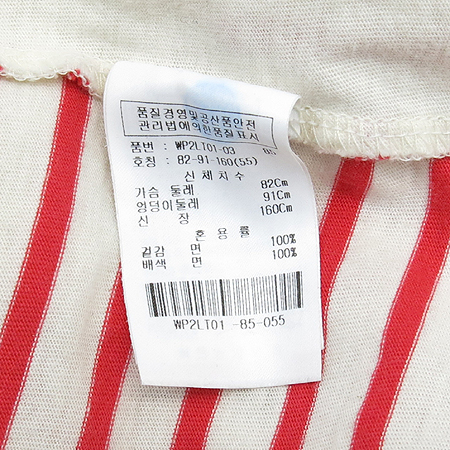 품질경영및공산품안전
관리법에의한품질표시
품번: WP2LT01-03
호칭: 82-91-160(55)
신체치수
가슴둘레 82Cm
엉덩이둘레 91Cm
신장 160Cm
혼용률
겉감 면 100%
배색 면 100%
WP2LT01 -85-055